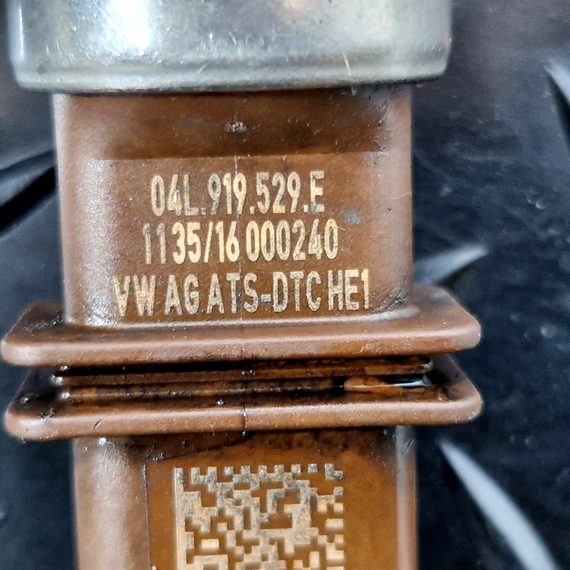 04L.919.529.E
1135/16 000240
VW AG ATS-DTC HE1